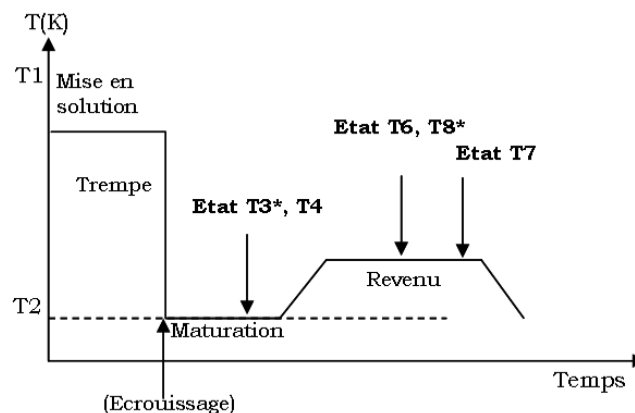 T(K)
T1
Mise en
solution
Trempe
Etat T3*, T4
Etat T6, T8*
Etat T7
Revenu
T2
Maturation
Temps
(Ecrouissage)